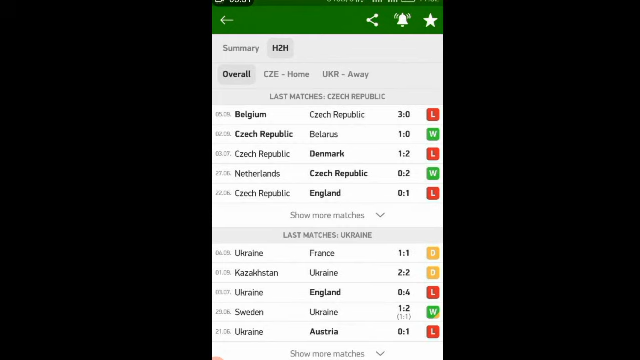 Summary H2H
Overall CZE - Home UKR - Away
LAST MATCHES: CZECH REPUBLIC
05.09. Belgium Czech Republic 3:0 L
02.09. Czech Republic Belarus 1:0 W
03.07. Czech Republic Denmark 1:2 L
27.06. Netherlands Czech Republic 0:2 W
22.06. Czech Republic England 0:1 L
Show more matches
LAST MATCHES: UKRAINE
04.09. Ukraine France 1:1 D
01.09. Kazakhstan Ukraine 2:2 D
03.07. Ukraine England 0:4 L
29.06. Sweden Ukraine 1:2 W
(1:1)
21.06. Ukraine Austria 0:1 L
Show more matches